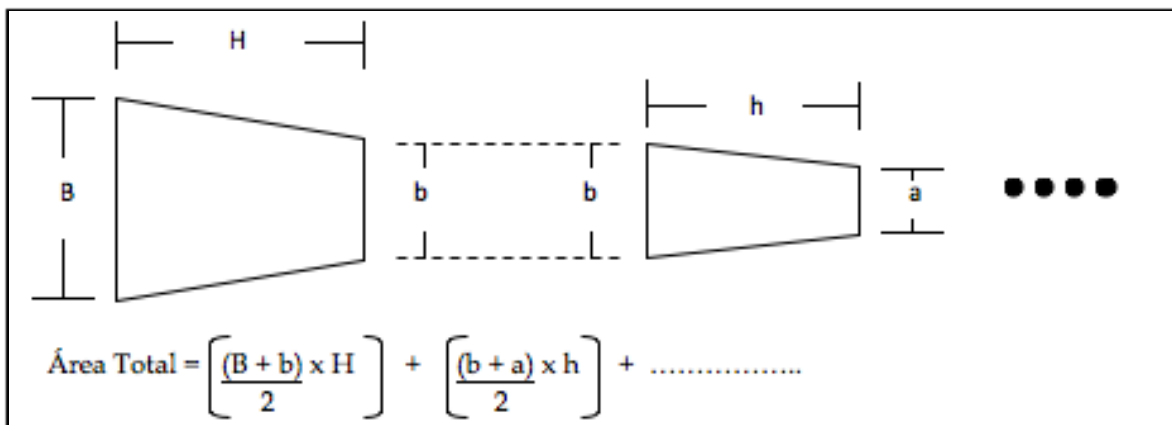 H
h
B
b
b
a
Área Total = [(B + b) x H / 2] + [(b + a) x h / 2] + ..................